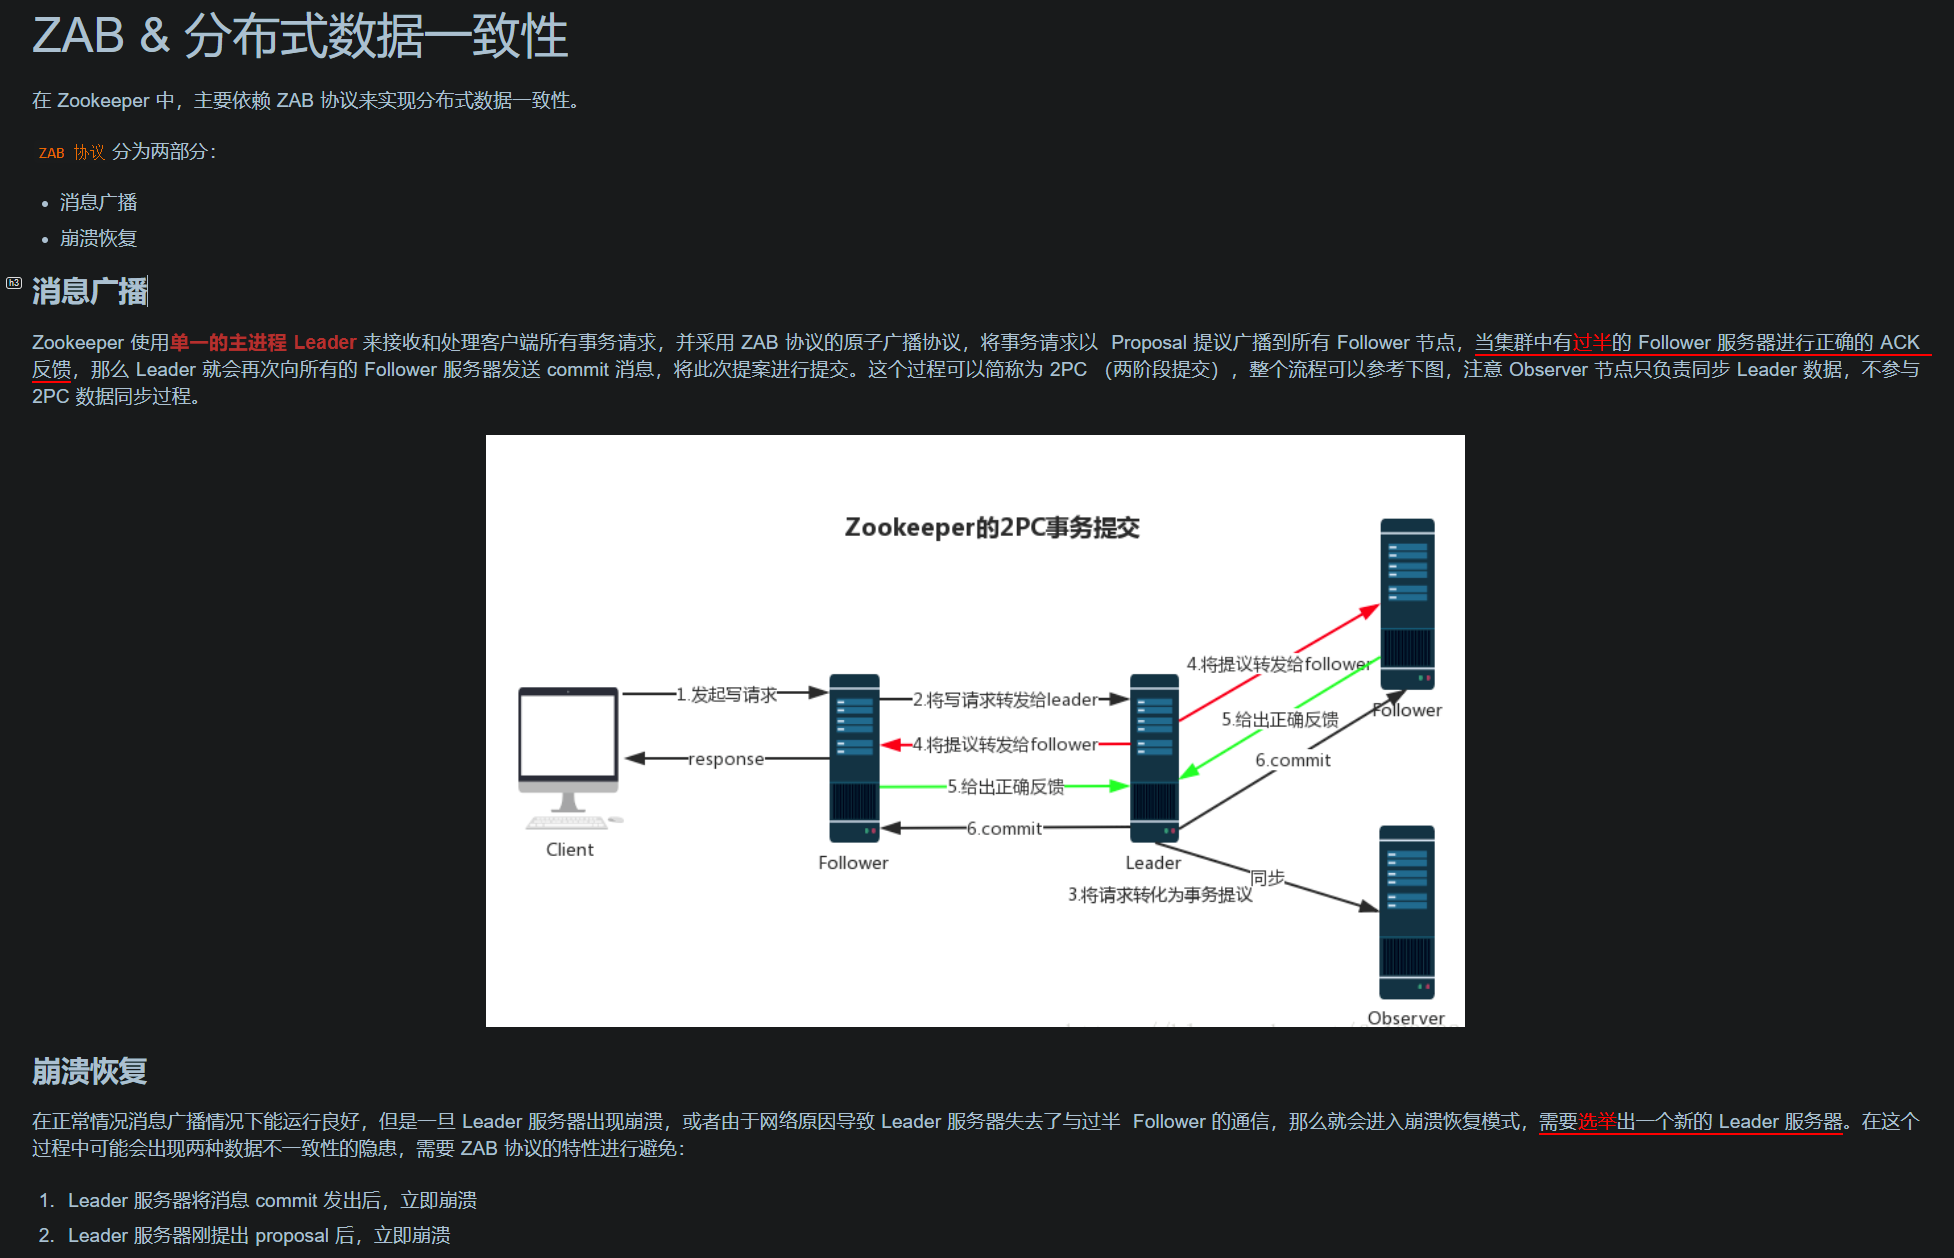 ZAB & 分布式数据一致性
在 Zookeeper 中，主要依赖 ZAB 协议来实现分布式数据一致性。
ZAB 协议 分为两部分：
消息广播
崩溃恢复
h3
消息广播
Zookeeper 使用单一的主进程 Leader 来接收和处理客户端所有事务请求，并采用 ZAB 协议的原子广播协议，将事务请求以 Proposal 提议广播到所有 Follower 节点，当集群中有过半的 Follower 服务器进行正确的 ACK
反馈，那么 Leader 就会再次向所有的 Follower 服务器发送 commit 消息，将此次提案进行提交。这个过程可以简称为 2PC （两阶段提交），整个流程可以参考下图，注意 Observer 节点只负责同步 Leader 数据，不参与
2PC 数据同步过程。
Zookeeper的2PC事务提交
1.发起写请求
response
Client
2.将写请求转发给leader
4.将提议转发给follower
5.给出正确反馈
6.commit
Follower
4.将提议转发给follower
5.给出正确反馈
6.commit
Follower
Leader
同步
3.将请求转化为事务提议
Observer
崩溃恢复
在正常情况消息广播情况下能运行良好，但是一旦 Leader 服务器出现崩溃，或者由于网络原因导致 Leader 服务器失去了与过半 Follower 的通信，那么就会进入崩溃恢复模式，需要选举出一个新的 Leader 服务器。在这个
过程中可能会出现两种数据不一致性的隐患，需要 ZAB 协议的特性进行避免：
1. Leader 服务器将消息 commit 发出后，立即崩溃
2. Leader 服务器刚提出 proposal 后，立即崩溃